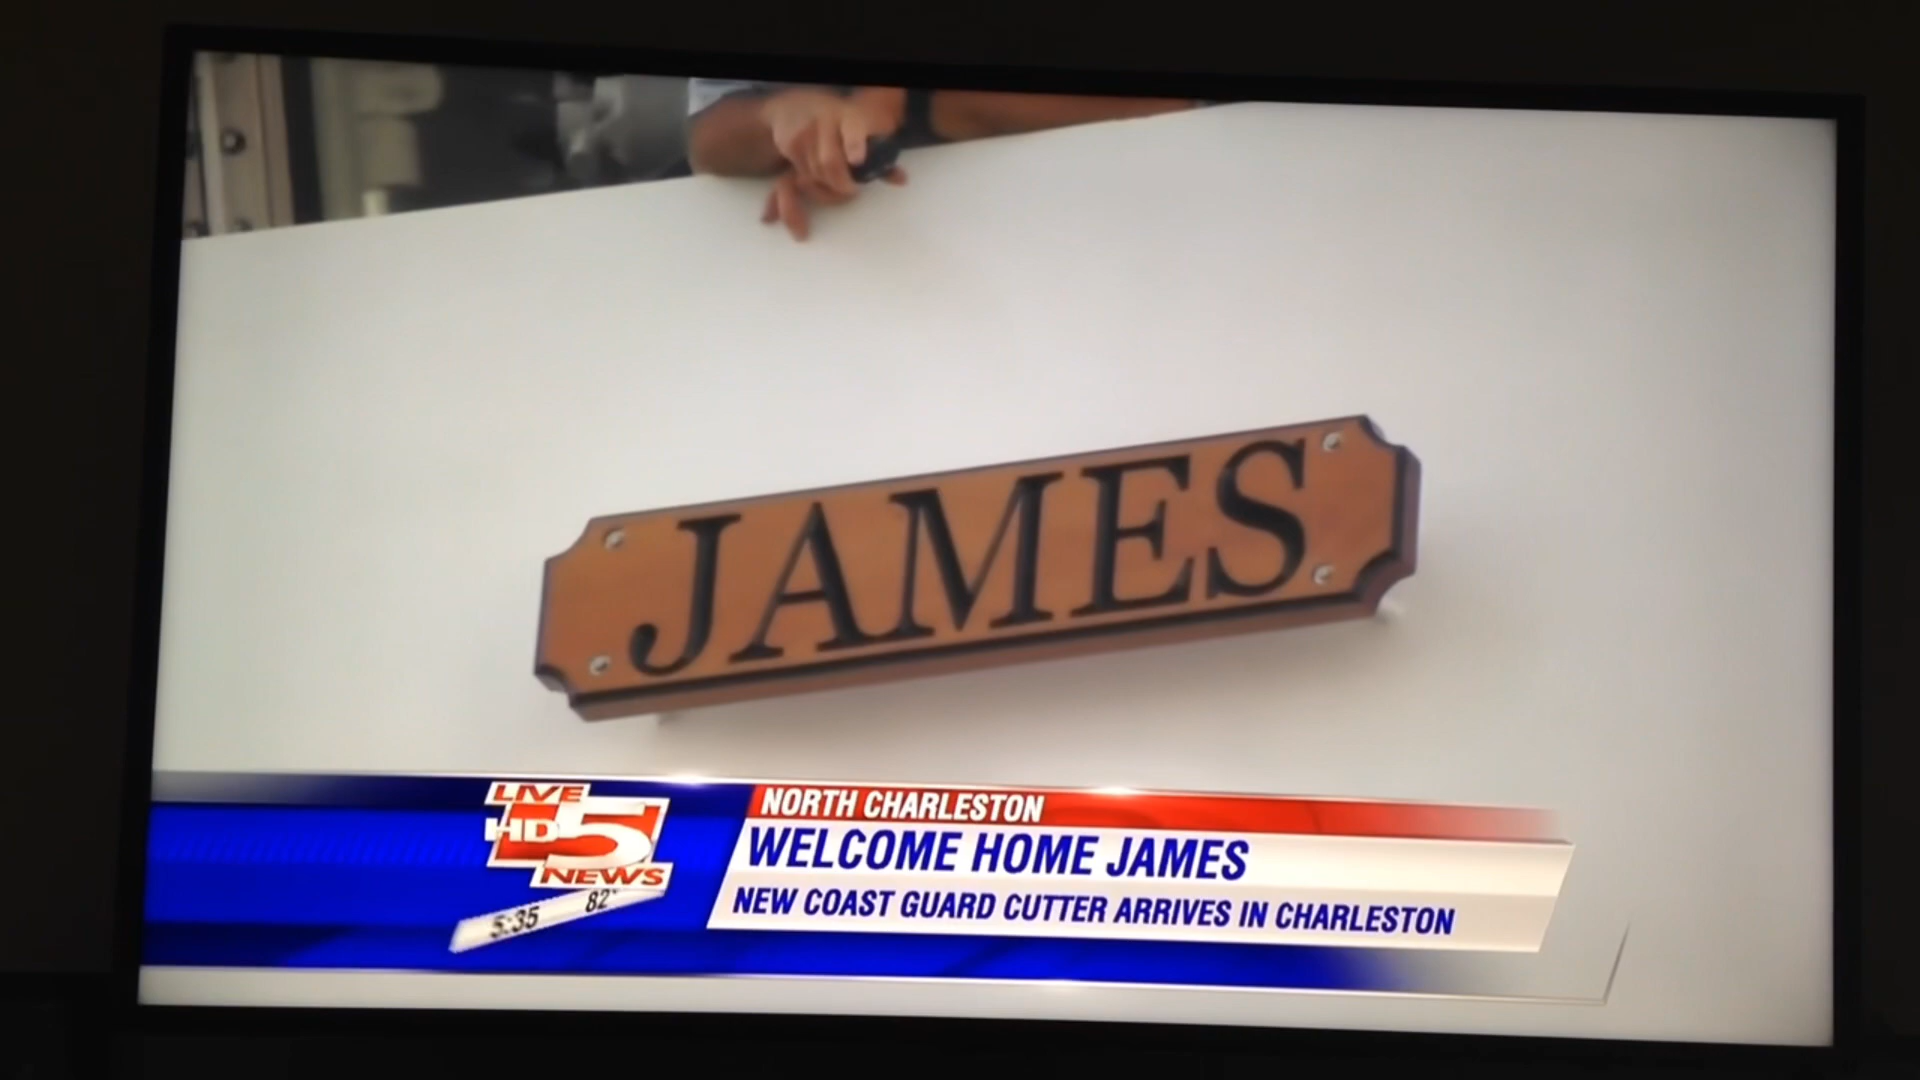 JAMES
LIVE
HD 5
NEWS
5:35 82°
NORTH CHARLESTON
WELCOME HOME JAMES
NEW COAST GUARD CUTTER ARRIVES IN CHARLESTON